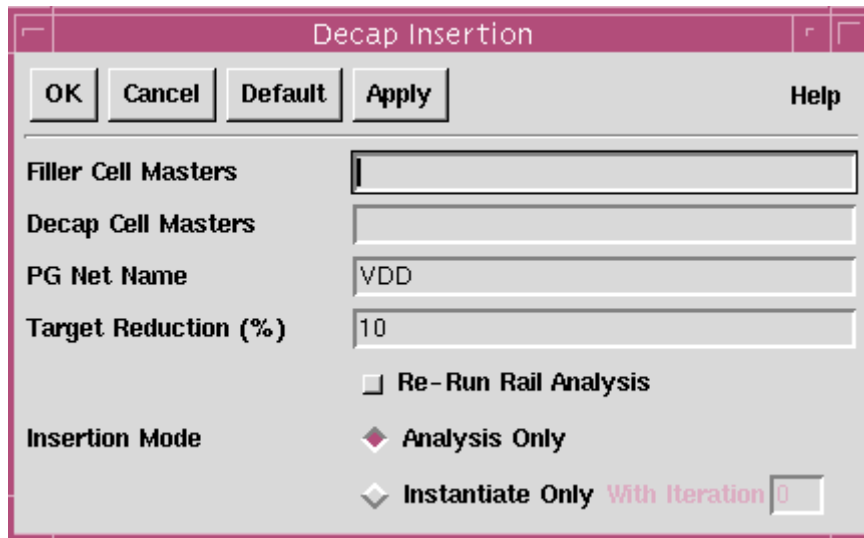 Decap Insertion
OK Cancel Default Apply Help
Filler Cell Masters
Decap Cell Masters
PG Net Name VDD
Target Reduction (%) 10
Re-Run Rail Analysis
Insertion Mode Analysis Only
Instantiate Only With Iteration 0